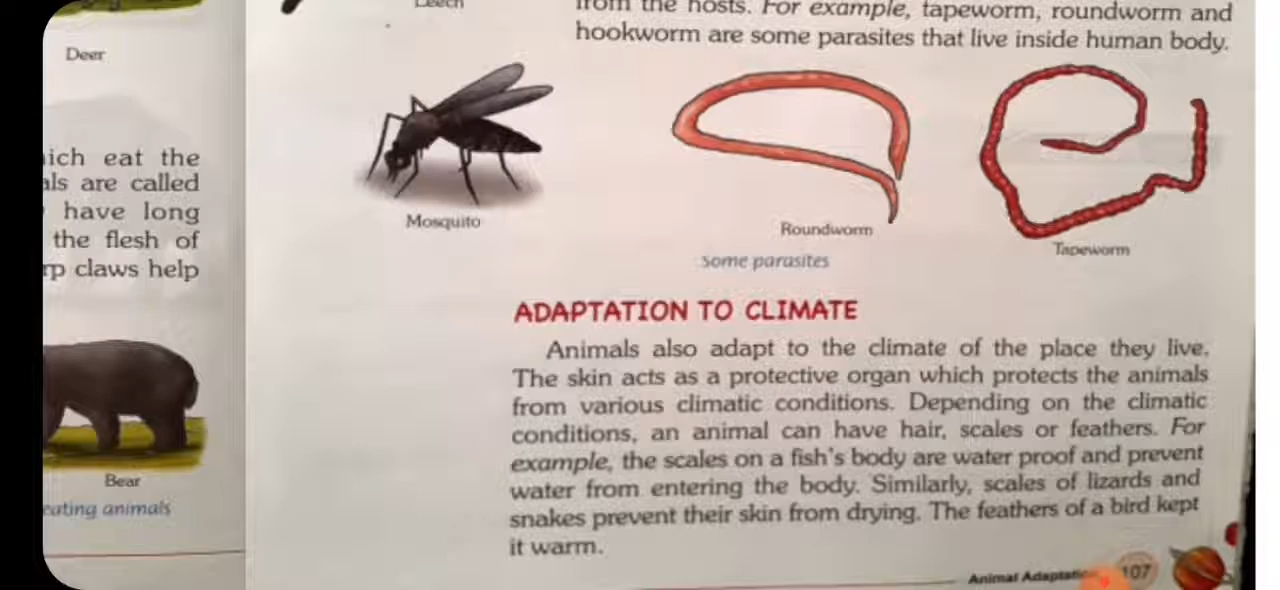 Deer
ich eat the
als are called
have long
the flesh of
rp claws help
Bear
eating animals
Leech
from the hosts. For example, tapeworm, roundworm and
hookworm are some parasites that live inside human body.
Mosquito
Roundworm
Tapeworm
some parasites
ADAPTATION TO CLIMATE
Animals also adapt to the climate of the place they live.
The skin acts as a protective organ which protects the animals
from various climatic conditions. Depending on the climatic
conditions, an animal can have hair, scales or feathers. For
example, the scales on a fish's body are water proof and prevent
water from entering the body. Similarly, scales of lizards and
snakes prevent their skin from drying. The feathers of a bird kept
it warm.
Animal Adaptatio 107